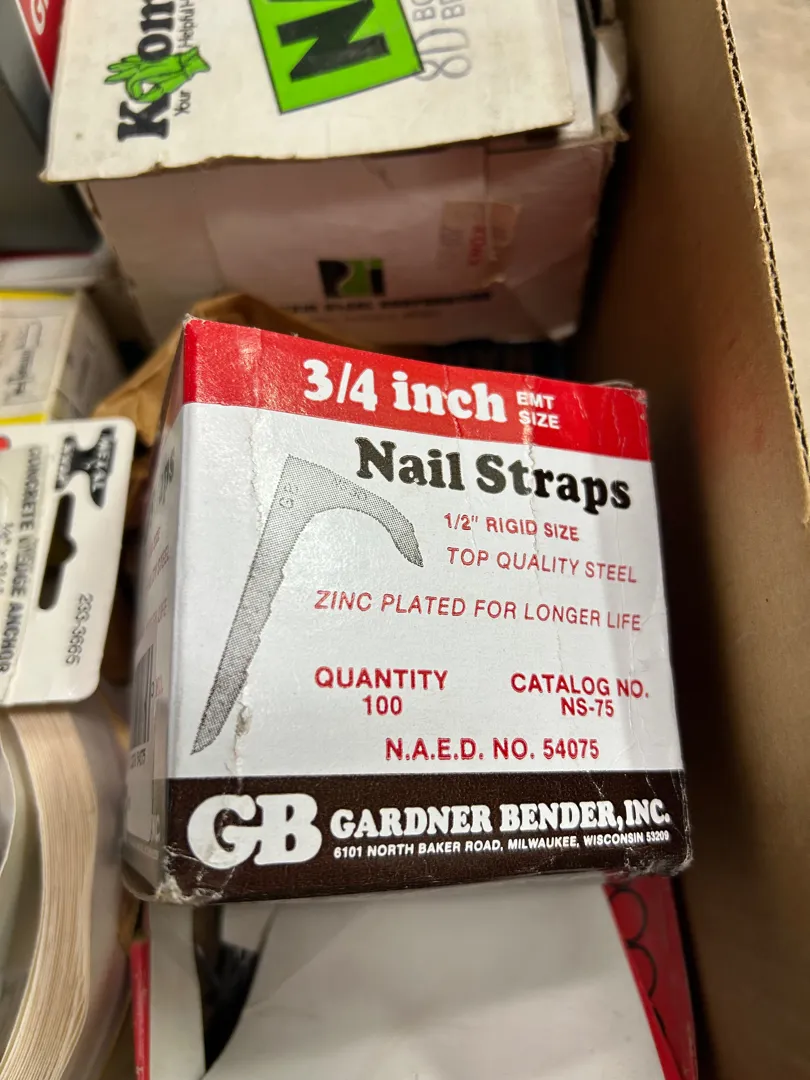 Your
3/4 inch EMT
SIZE
Nail Straps
GB
1/2" RIGID SIZE
TOP QUALITY STEEL
ZINC PLATED FOR LONGER LIFE
QUANTITY
100
CATALOG NO.
NS-75
N.A.E.D. NO. 54075
GB GARDNER BENDER, INC.
6101 NORTH BAKER ROAD, MILWAUKEE, WISCONSIN 53209
CONCRETE WEDGE ANCHOR
233-3665